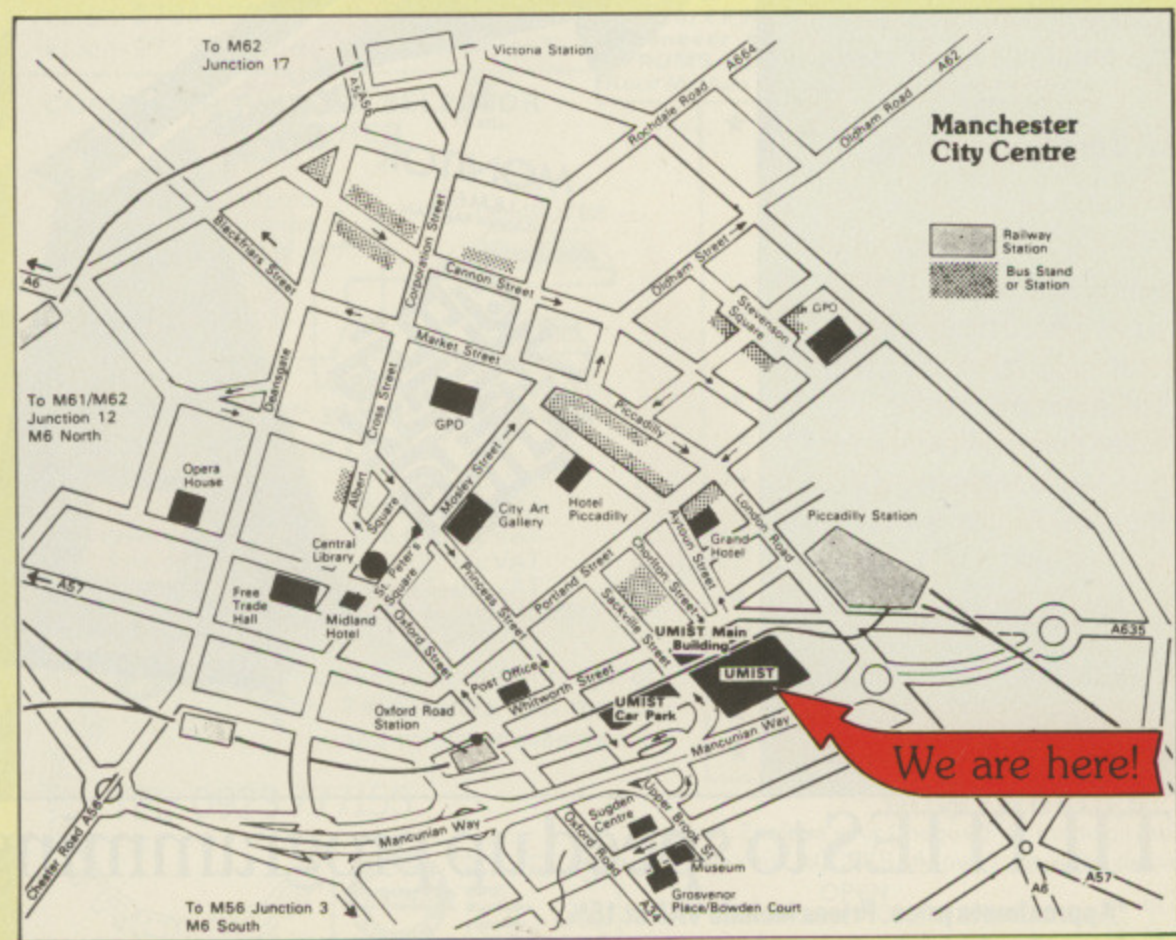 To M62
Junction 17
Victoria Station
A56
A664
Rochdale Road
A62
Oldham Road
Manchester
City Centre
Railway
Station
Bus Stand
or Station
Blackfriars Street
Corporation Street
Cannon Street
Oldham Street
Stevenson
Square
GPO
A6
Market Street
Deansgate
Cross Street
GPO
Piccadilly
To M61/M62
Junction 12
M6 North
Opera
House
Albert
Square
Mosley Street
City Art
Gallery
Hotel
Piccadilly
London Road
Piccadilly Station
Grand
Hotel
Aytoun Street
Chorlton Street
Central
Library
St. Peter's
Square
Princess Street
Portland Street
Sackville Street
A57
Free
Trade
Hall
Midland
Hotel
Oxford Street
UMIST Main
Building
UMIST
A635
Post Office
Whitworth Street
Oxford Road
Station
UMIST
Car Park
Mancunian Way
We are here!
Chester Road A56
Mancunian Way
Sugden
Centre
Upper Brook St
Oxford Road
Museum
Grosvenor
Place/Bowden Court
A34
A6
A57
To M56 Junction 3
M6 South